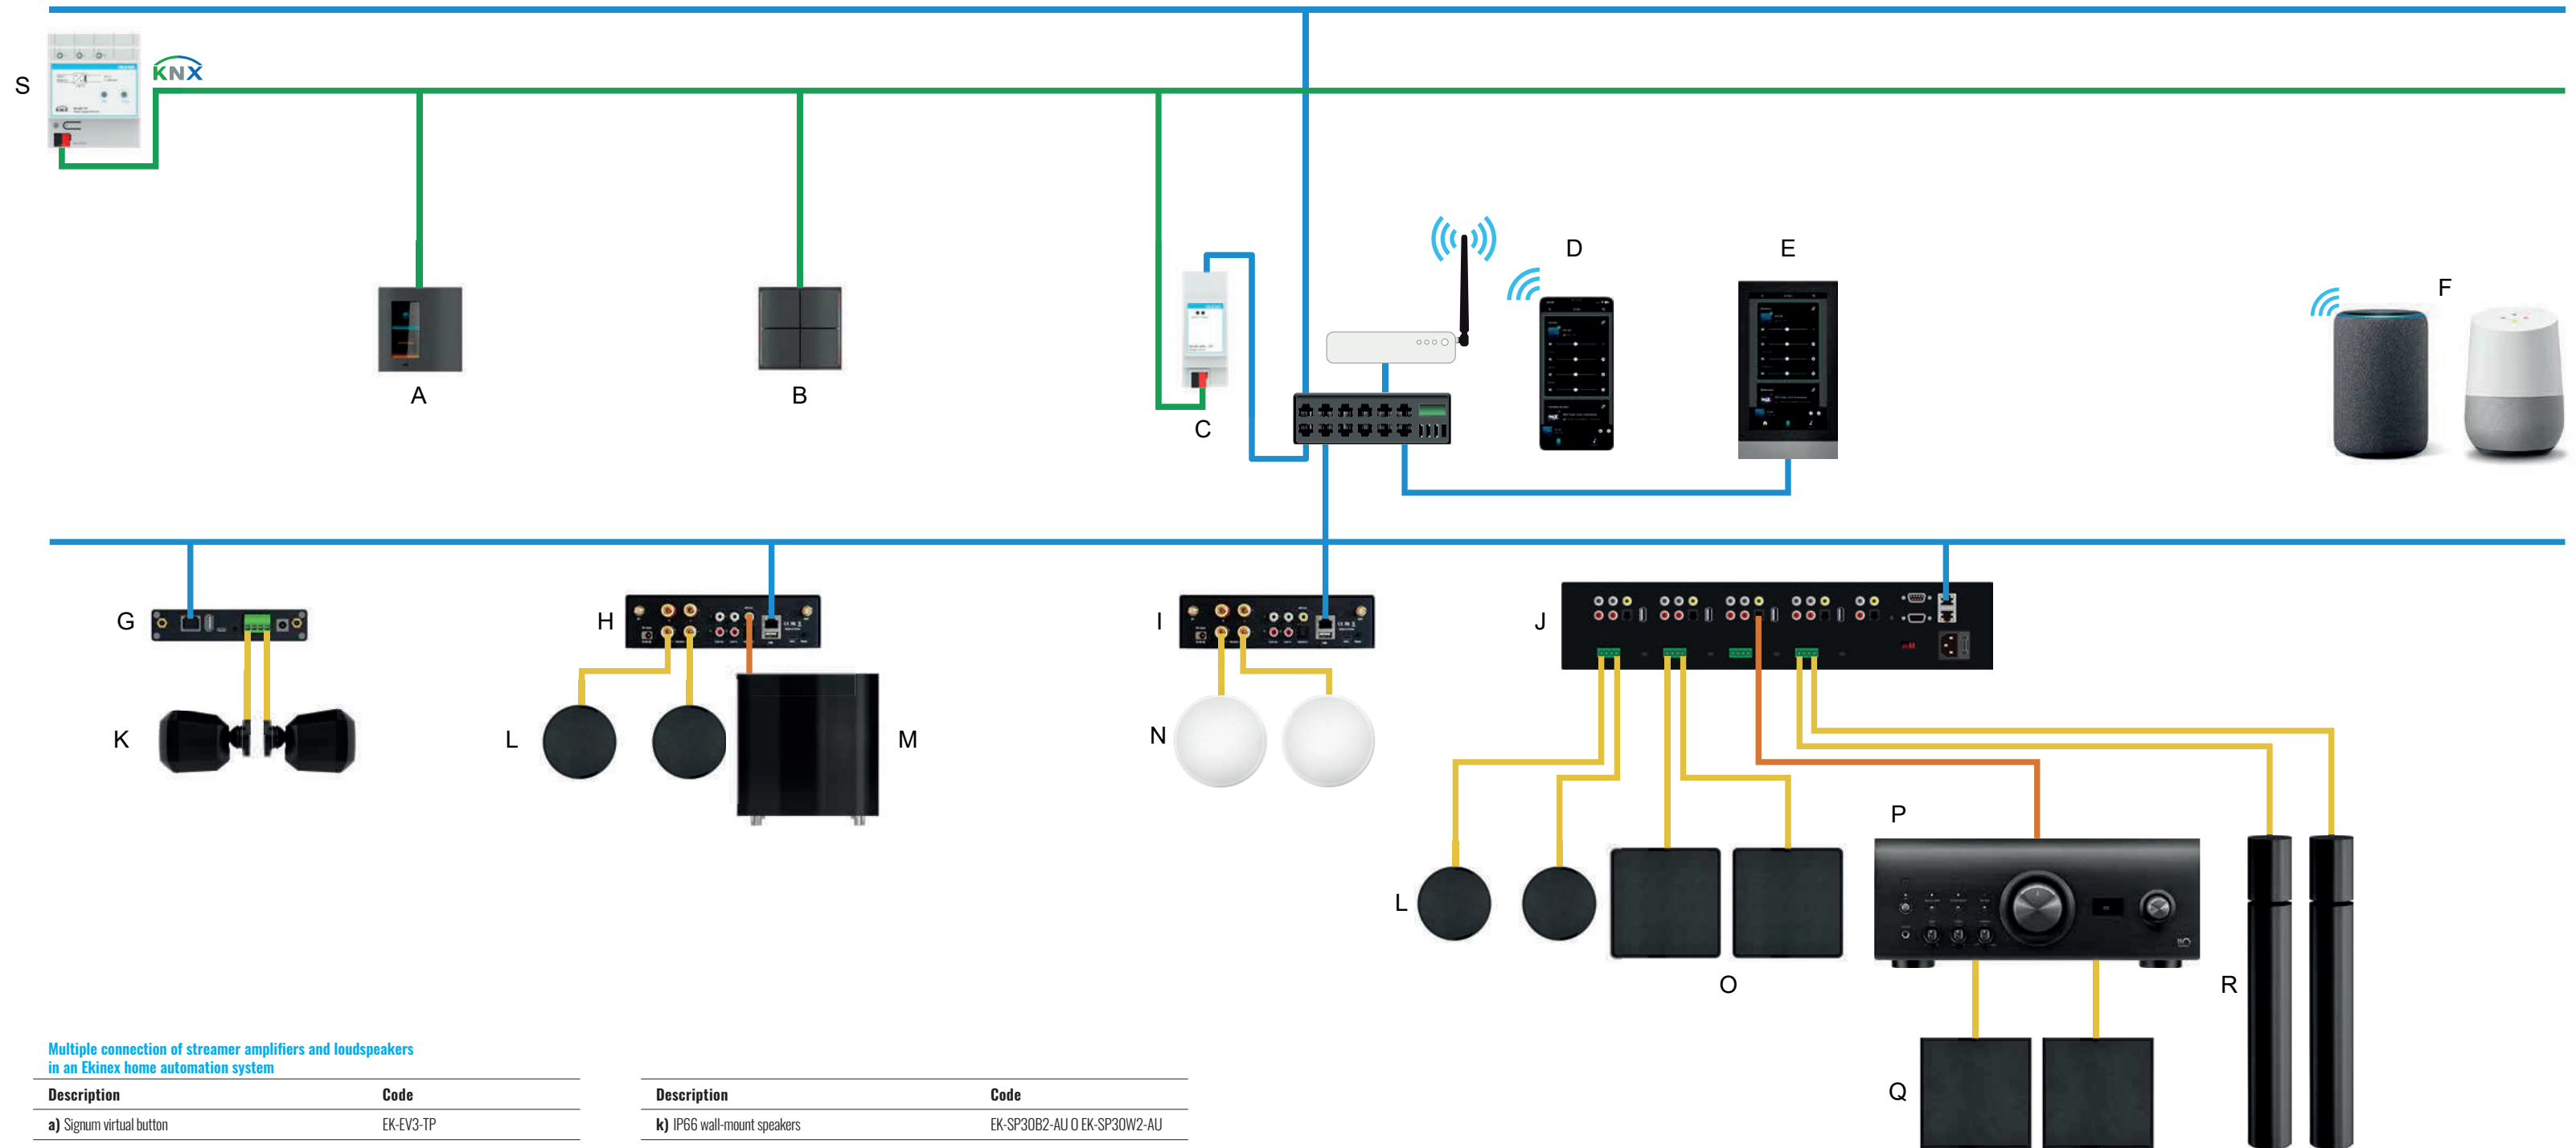 S
KNX
A
B
C
D
E
F
G
H
I
J
K
L
M
N
L
O
P
Q
R
Multiple connection of streamer amplifiers and loudspeakers
in an Ekinex home automation system
Description Code
a) Signum virtual button EK-EV3-TP
Description Code
k) IP66 wall-mount speakers EK-SP30B2-AU O EK-SP30W2-AU